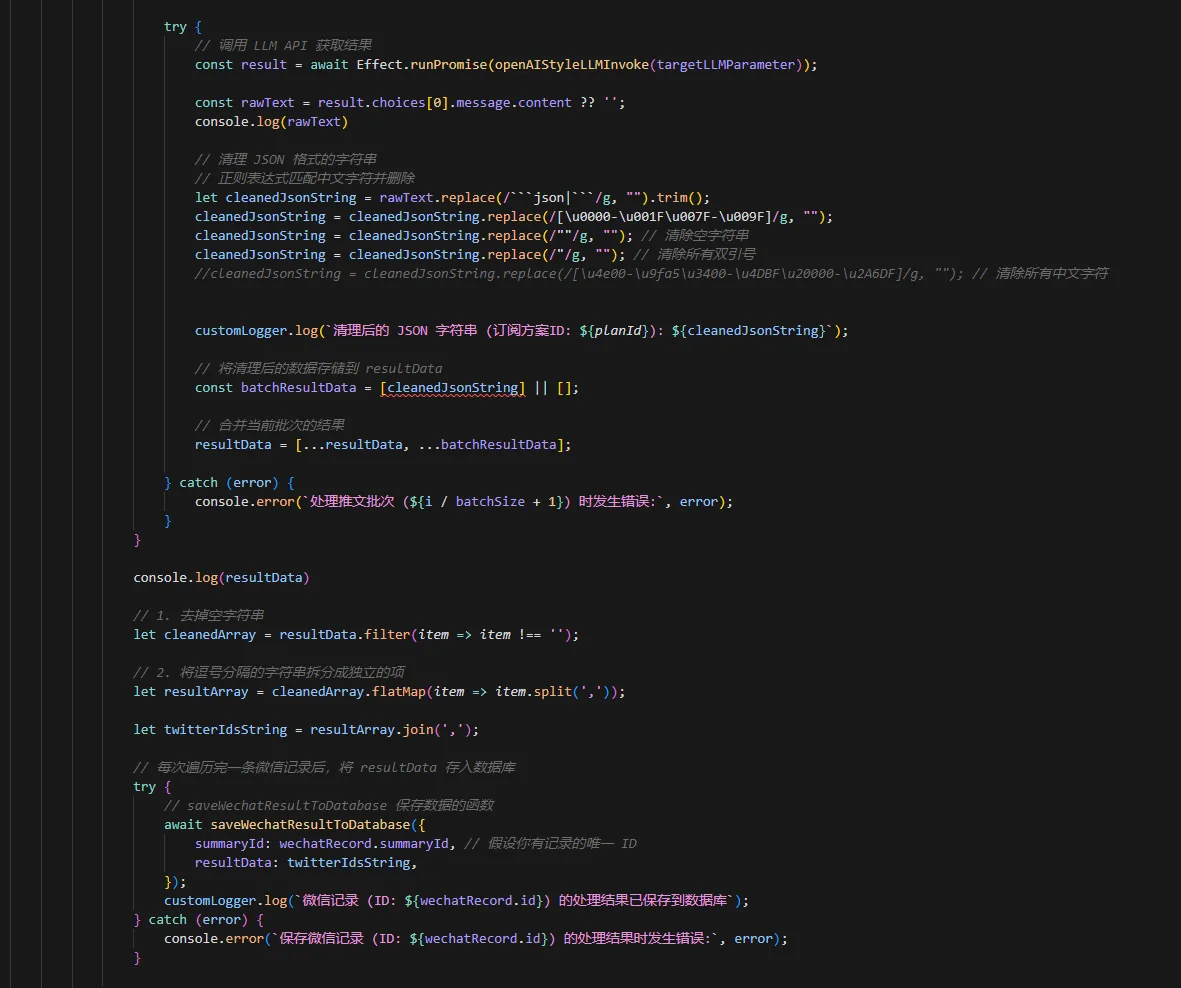 try {
// 调用 LLM API 获取结果
const result = await Effect.runPromise(openAIStyleLLMInvoke(targetLLMParameter));
const rawText = result.choices[0].message.content ?? '';
console.log(rawText)
// 清理 JSON 格式的字符串
// 正则表达式匹配中文字符并删除
let cleanedJsonString = rawText.replace(/```json|```/g, "").trim();
cleanedJsonString = cleanedJsonString.replace(/[\u0000-\u001F\u007F-\u009F]/g, "");
cleanedJsonString = cleanedJsonString.replace(/""/g, ""); // 清除空字符串
cleanedJsonString = cleanedJsonString.replace(/"/g, ""); // 清除所有双引号
//cleanedJsonString = cleanedJsonString.replace(/[\u4e00-\u9fa5\u3400-\u4DBF\u20000-\u2A6DF]/g, ""); // 清除所有中文字符
customLogger.log(`清理后的 JSON 字符串 (订阅方案ID: ${planId}): ${cleanedJsonString}`);
// 将清理后的数据存储到 resultData
const batchResultData = [cleanedJsonString] || [];
// 合并当前批次的结果
resultData = [...resultData, ...batchResultData];
} catch (error) {
console.error(`处理推文批次 (${i / batchSize + 1}) 时发生错误:`, error);
}
}
console.log(resultData)
// 1. 去掉空字符串
let cleanedArray = resultData.filter(item => item !== '');
// 2. 将逗号分隔的字符串拆分成独立的项
let resultArray = cleanedArray.flatMap(item => item.split(','));
let twitterIdsString = resultArray.join(',');
// 每次遍历完一条微信记录后，将 resultData 存入数据库
try {
// saveWechatResultToDatabase 保存数据的函数
await saveWechatResultToDatabase({
summaryId: wechatRecord.summaryId, // 假设你有记录的唯一 ID
resultData: twitterIdsString,
});
customLogger.log(`微信记录 (ID: ${wechatRecord.id}) 的处理结果已保存到数据库`);
} catch (error) {
console.error(`保存微信记录 (ID: ${wechatRecord.id}) 的处理结果时发生错误:`, error);
}